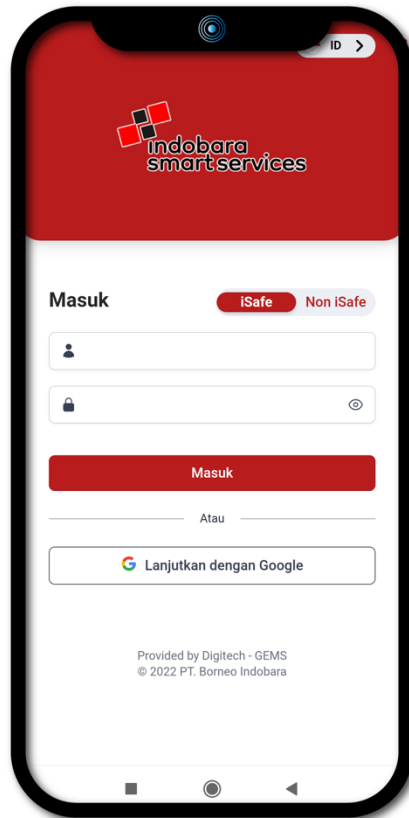 ID
indobara
smart services
Masuk
iSafe
Non iSafe
Masuk
Atau
Lanjutkan dengan Google
Provided by Digitech - GEMS
© 2022 PT. Borneo Indobara